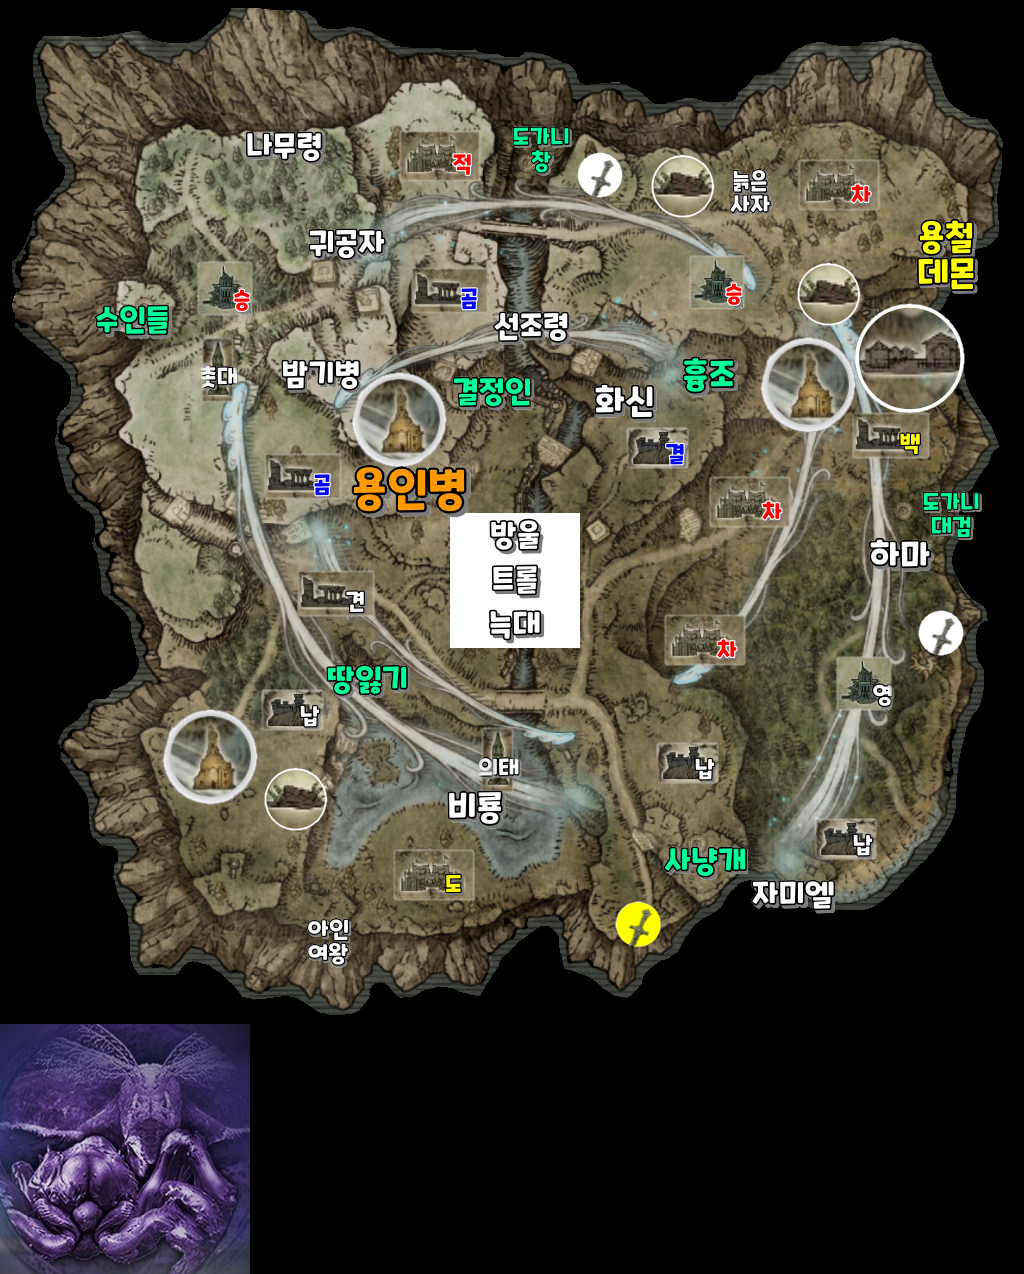 나무령
적
도가니
창
늙은
사자
차
귀공자
용철
데몬
승
곰
승
수인들
선조령
촛대
밤기병
결정인
화신
흉조
결
백
곰
용인병
차
도가니
대검
방울
트롤
늑대
하마
견
차
땅잃기
영
납
의태
납
비룡
납
사냥개
도
자미엘
아인
여왕